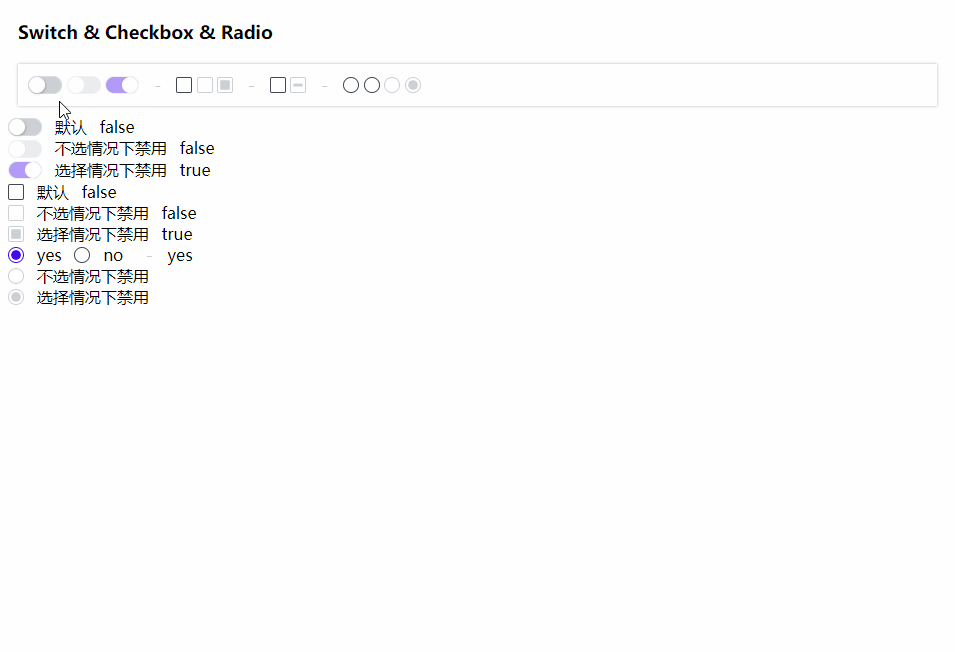 Switch & Checkbox & Radio
- - -
默认 false
不选情况下禁用 false
选择情况下禁用 true
默认 false
不选情况下禁用 false
选择情况下禁用 true
yes no - yes
不选情况下禁用
选择情况下禁用